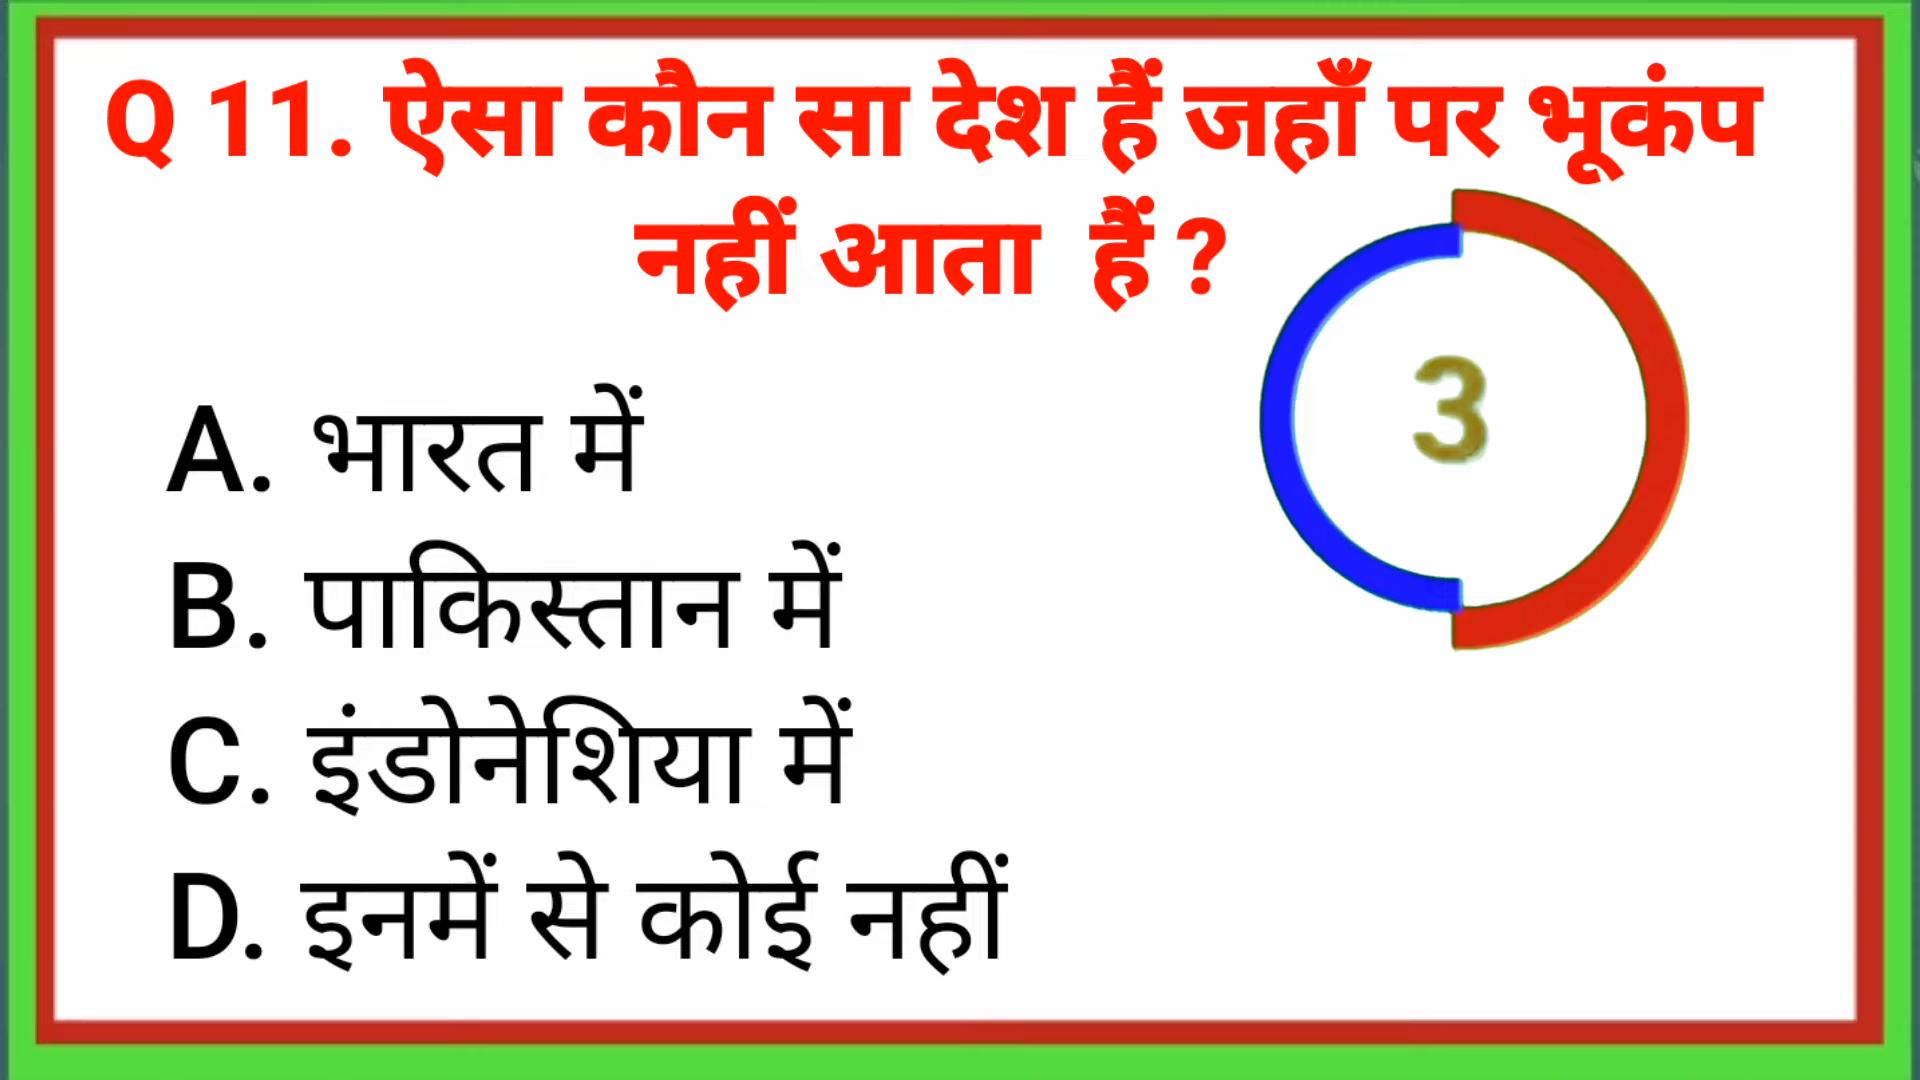 Q 11. ऐसा कौन सा देश हैं जहाँ पर भूकंप
नहीं आता हैं ?
3
A. भारत में
B. पाकिस्तान में
C. इंडोनेशिया में
D. इनमें से कोई नहीं